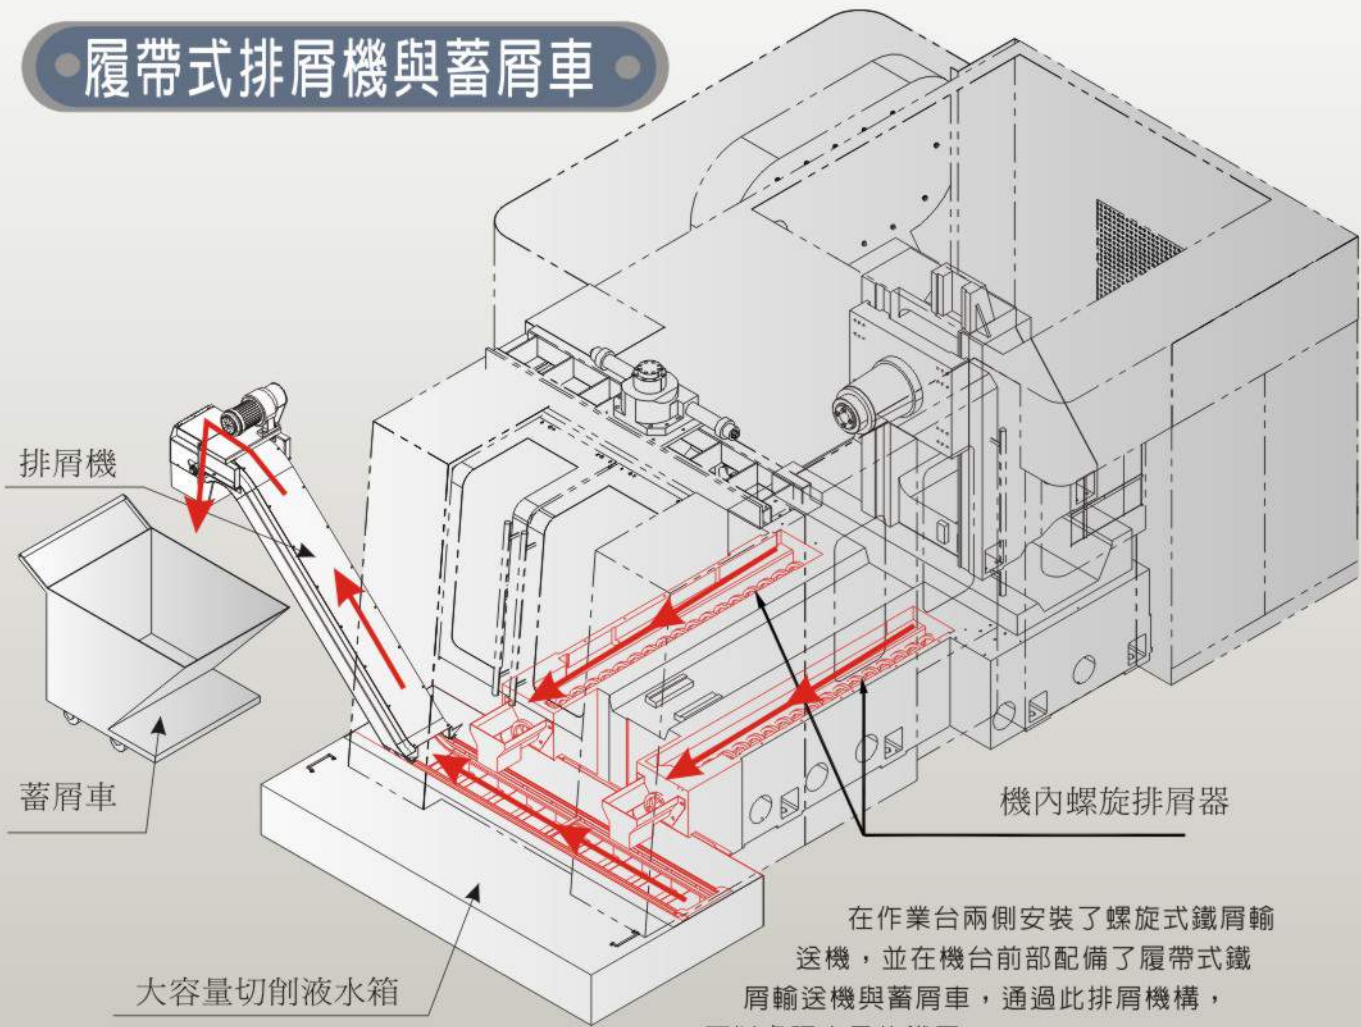 履帶式排屑機與蓄屑車
排屑機
蓄屑車
機內螺旋排屑器
大容量切削液水箱
在作業台兩側安裝了螺旋式鐵屑輸
送機，並在機台前部配備了履帶式鐵
屑輸送機與蓄屑車，通過此排屑機構，